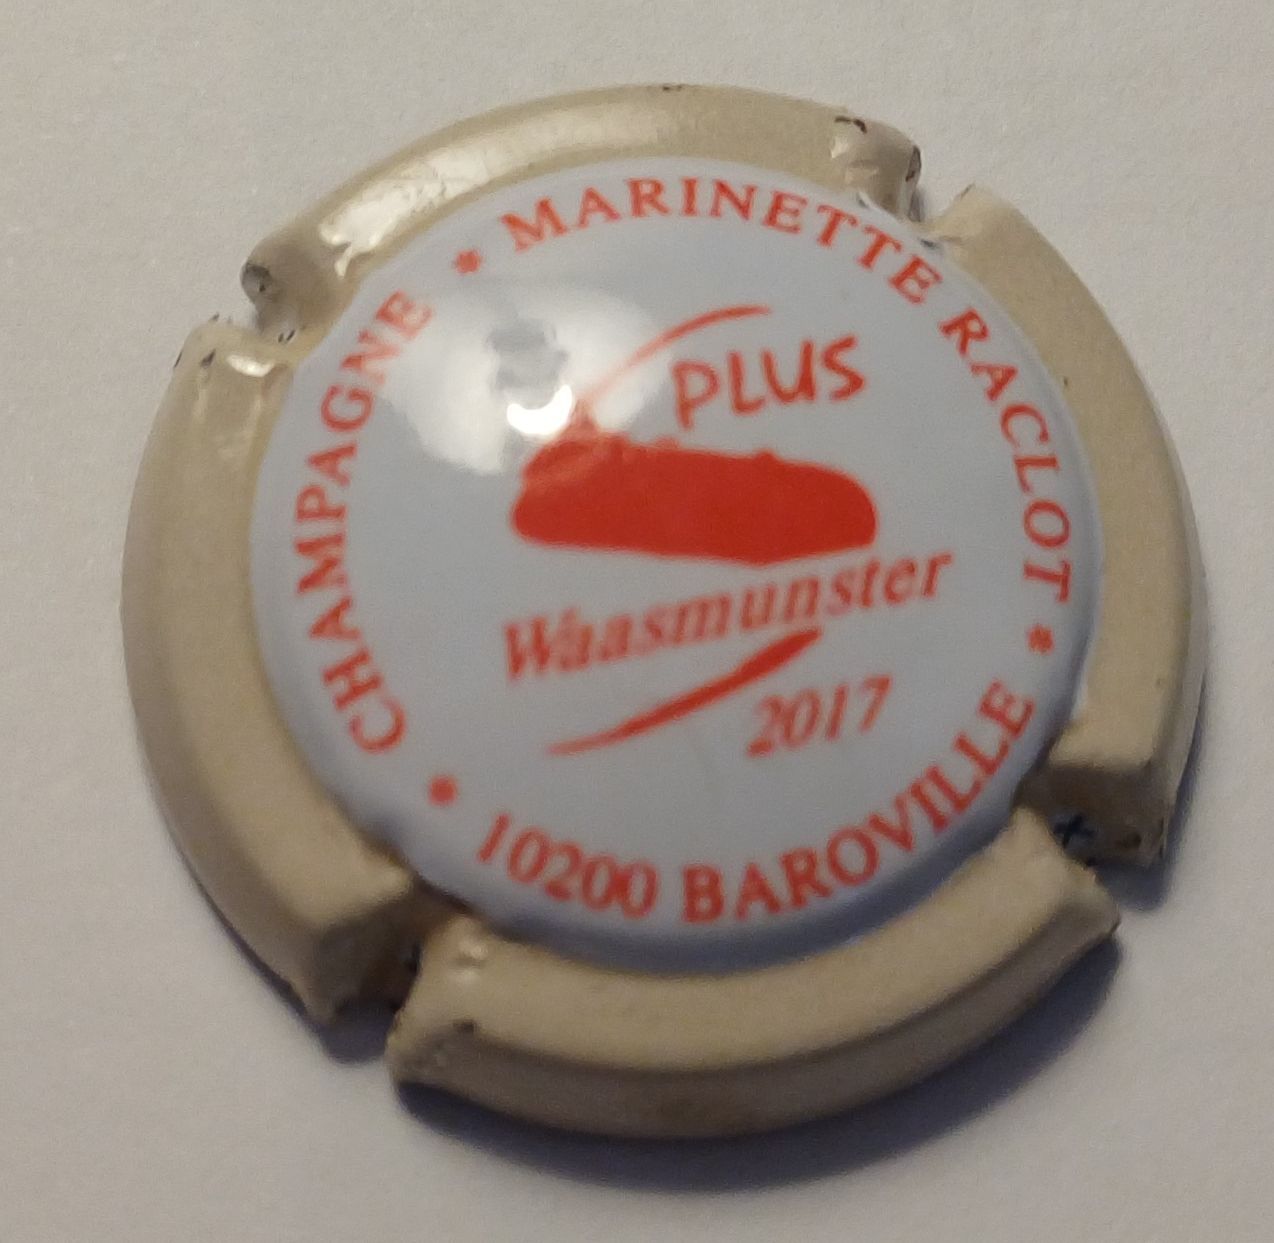 CHAMPAGNE * MARINETTE RACLOT *
10200 BAROVILLE *
PLUS
Waasmunster
2017